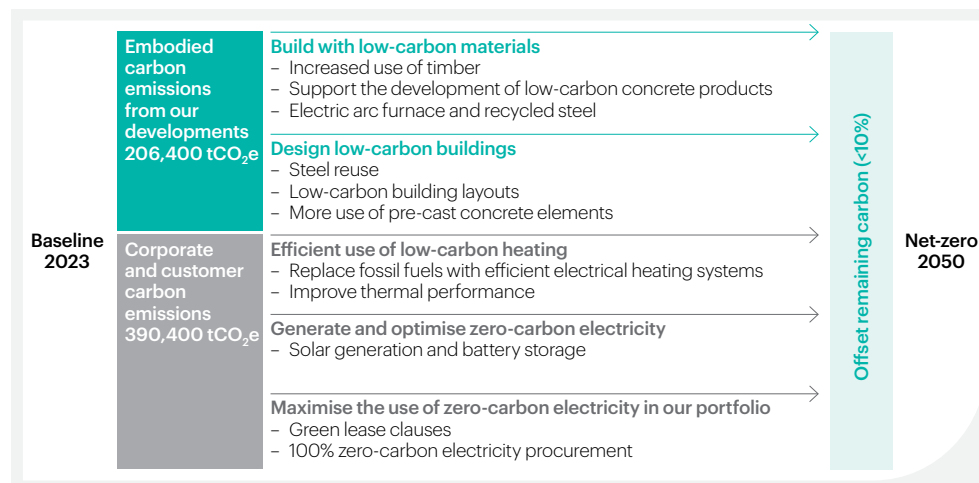 Baseline
2023
Embodied
carbon
emissions
from our
developments
206,400 tCO₂e
Build with low-carbon materials
– Increased use of timber
– Support the development of low-carbon concrete products
– Electric arc furnace and recycled steel
Design low-carbon buildings
– Steel reuse
– Low-carbon building layouts
– More use of pre-cast concrete elements
Corporate
and customer
carbon
emissions
390,400 tCO₂e
Efficient use of low-carbon heating
– Replace fossil fuels with efficient electrical heating systems
– Improve thermal performance
Generate and optimise zero-carbon electricity
– Solar generation and battery storage
Maximise the use of zero-carbon electricity in our portfolio
– Green lease clauses
– 100% zero-carbon electricity procurement
Offset remaining carbon (<10%)
Net-zero
2050